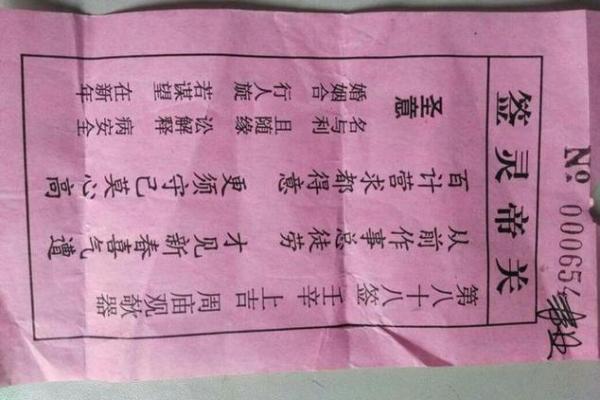 № 000654
事业
关帝灵签
第八十八签 壬辛 上吉 周庙观欹器
从前作事总徒劳 才见新春喜气遭
百计营求都得意 更须守己莫心高
圣意
名与利 且随缘 讼解释 病安全
婚姻合 行人旋 若谋望 在新年